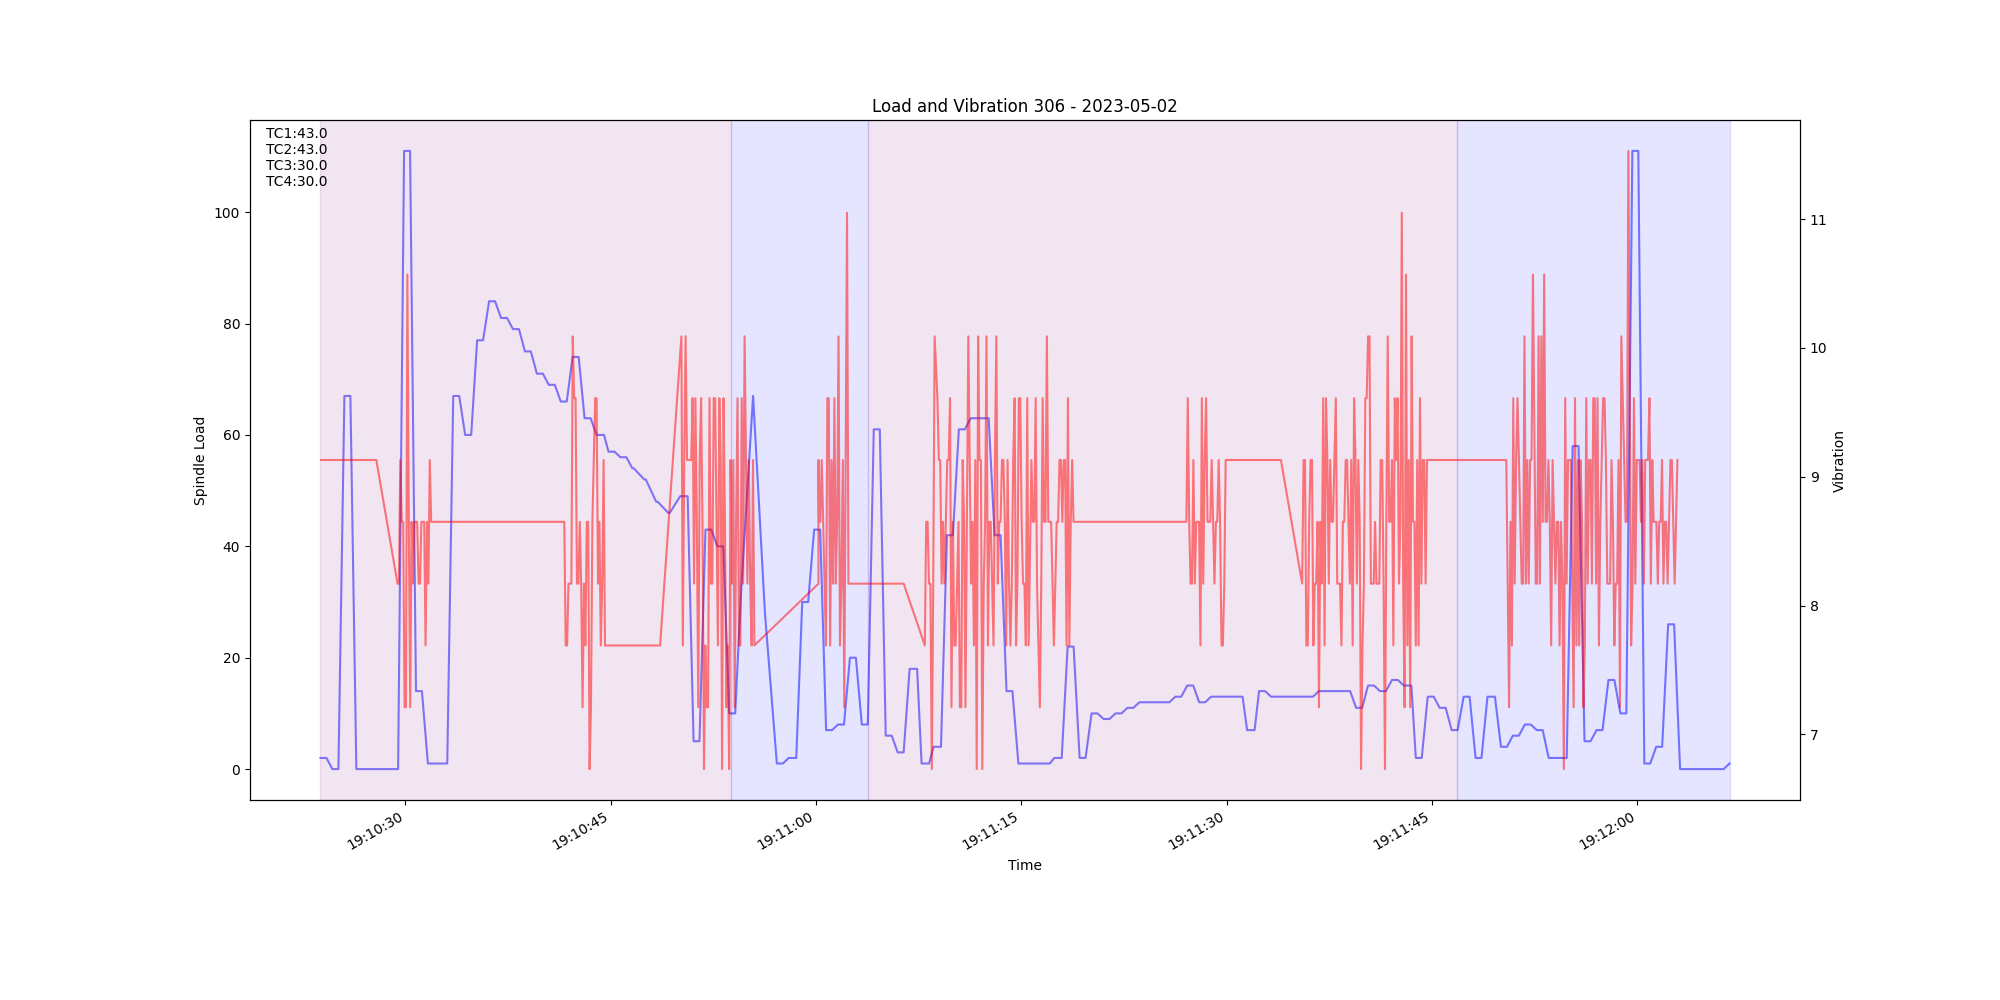 Load and Vibration 306 - 2023-05-02
TC1:43.0
TC2:43.0
TC3:30.0
TC4:30.0
Spindle Load
100
80
60
40
20
0
11
10
9
8
7
Vibration
19:10:30
19:10:45
19:11:00
19:11:15
19:11:30
19:11:45
19:12:00
Time